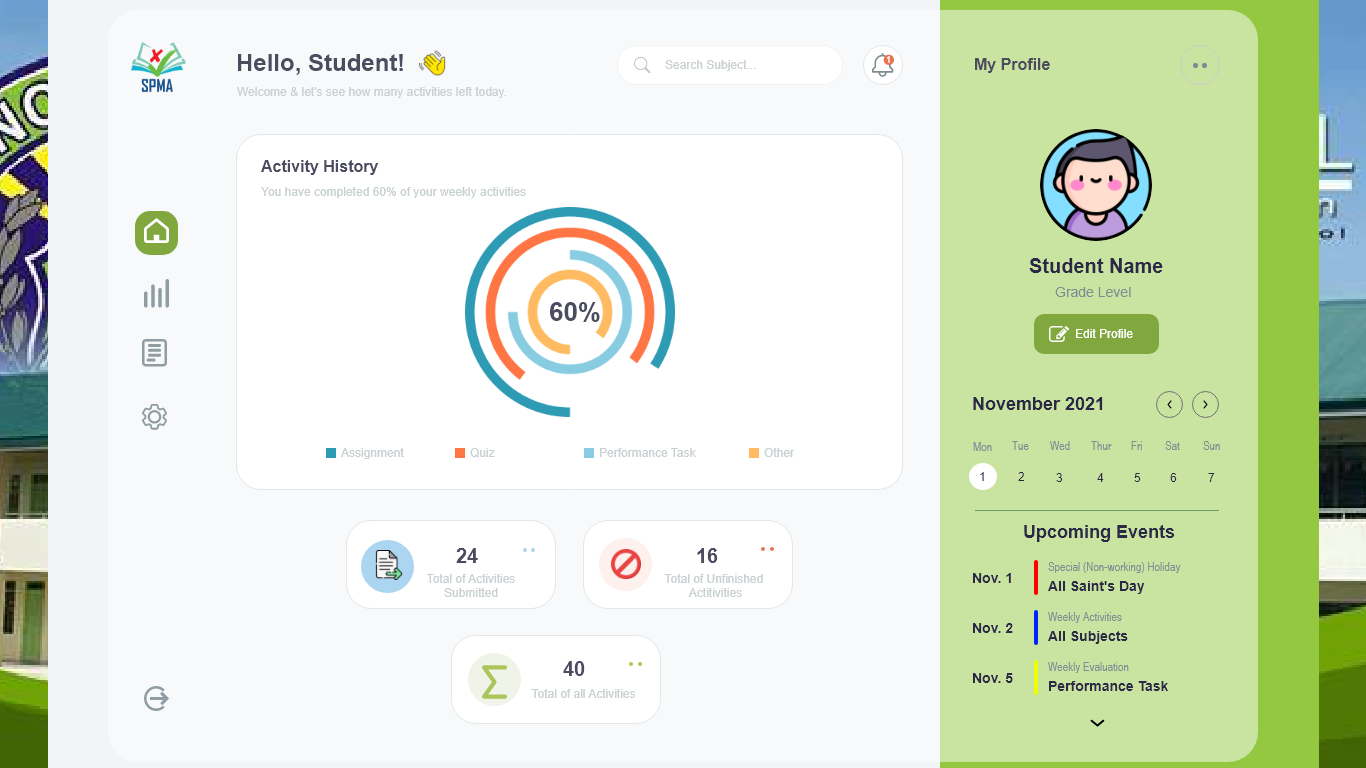 SPMA
Hello, Student!
Welcome & let's see how many activities left today.
Search Subject...
1
Activity History
You have completed 60% of your weekly activities
60%
Assignment
Quiz
Performance Task
Other
24
Total of Activities
Submitted
16
Total of Unfinished
Actitivities
40
Total of all Activities
My Profile
Student Name
Grade Level
Edit Profile
November 2021
Mon Tue Wed Thur Fri Sat Sun
1 2 3 4 5 6 7
Upcoming Events
Nov. 1
Special (Non-working) Holiday
All Saint's Day
Nov. 2
Weekly Activities
All Subjects
Nov. 5
Weekly Evaluation
Performance Task